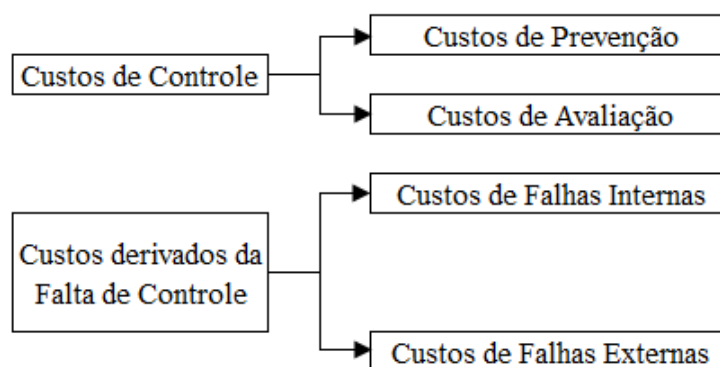 Custos de Prevenção
Custos de Controle
Custos de Avaliação
Custos de Falhas Internas
Custos derivados da
Falta de Controle
Custos de Falhas Externas